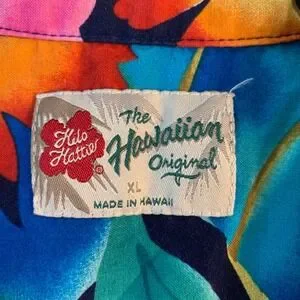 Hilo
Hattie®
The
Hawaiian
Original
XL
MADE IN HAWAII